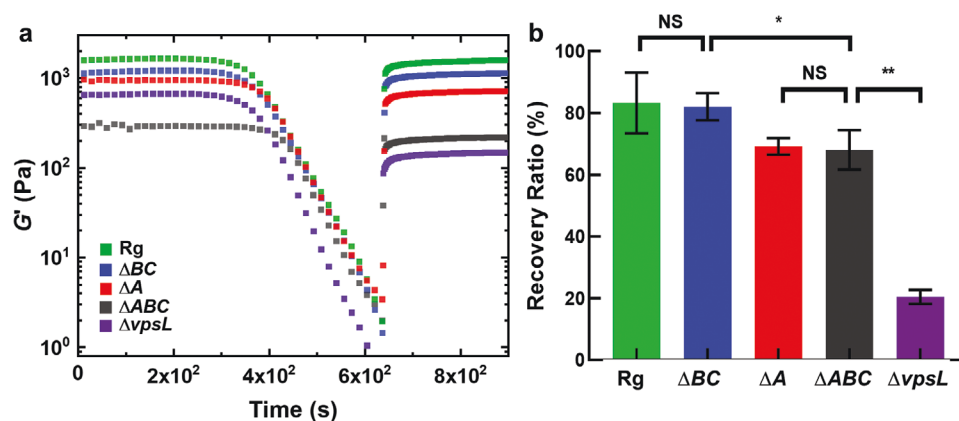 a
G' (Pa)
10³
10²
10¹
10⁰
Rg
ΔBC
ΔA
ΔABC
ΔvpsL
0
2x10²
4x10²
6x10²
8x10²
Time (s)
b
NS
*
NS
**
Recovery Ratio (%)
100
80
60
40
20
0
Rg
ΔBC
ΔA
ΔABC
ΔvpsL